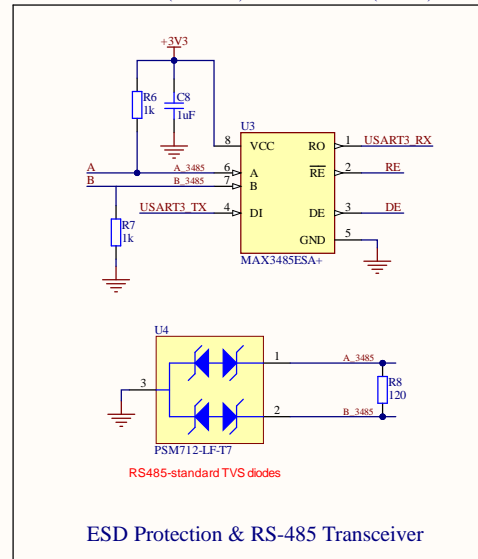 +3V3
R6
1k
C8
1uF
U3
8
VCC
RO
1
USART3_RX
A
A_3485
6
A
RE
2
RE
B
B_3485
7
B
USART3_TX
4
DI
DE
3
DE
R7
1k
GND
5
MAX3485ESA+
U4
1
A_3485
3
R8
120
2
B_3485
PSM712-LF-T7
RS485-standard TVS diodes
ESD Protection & RS-485 Transceiver